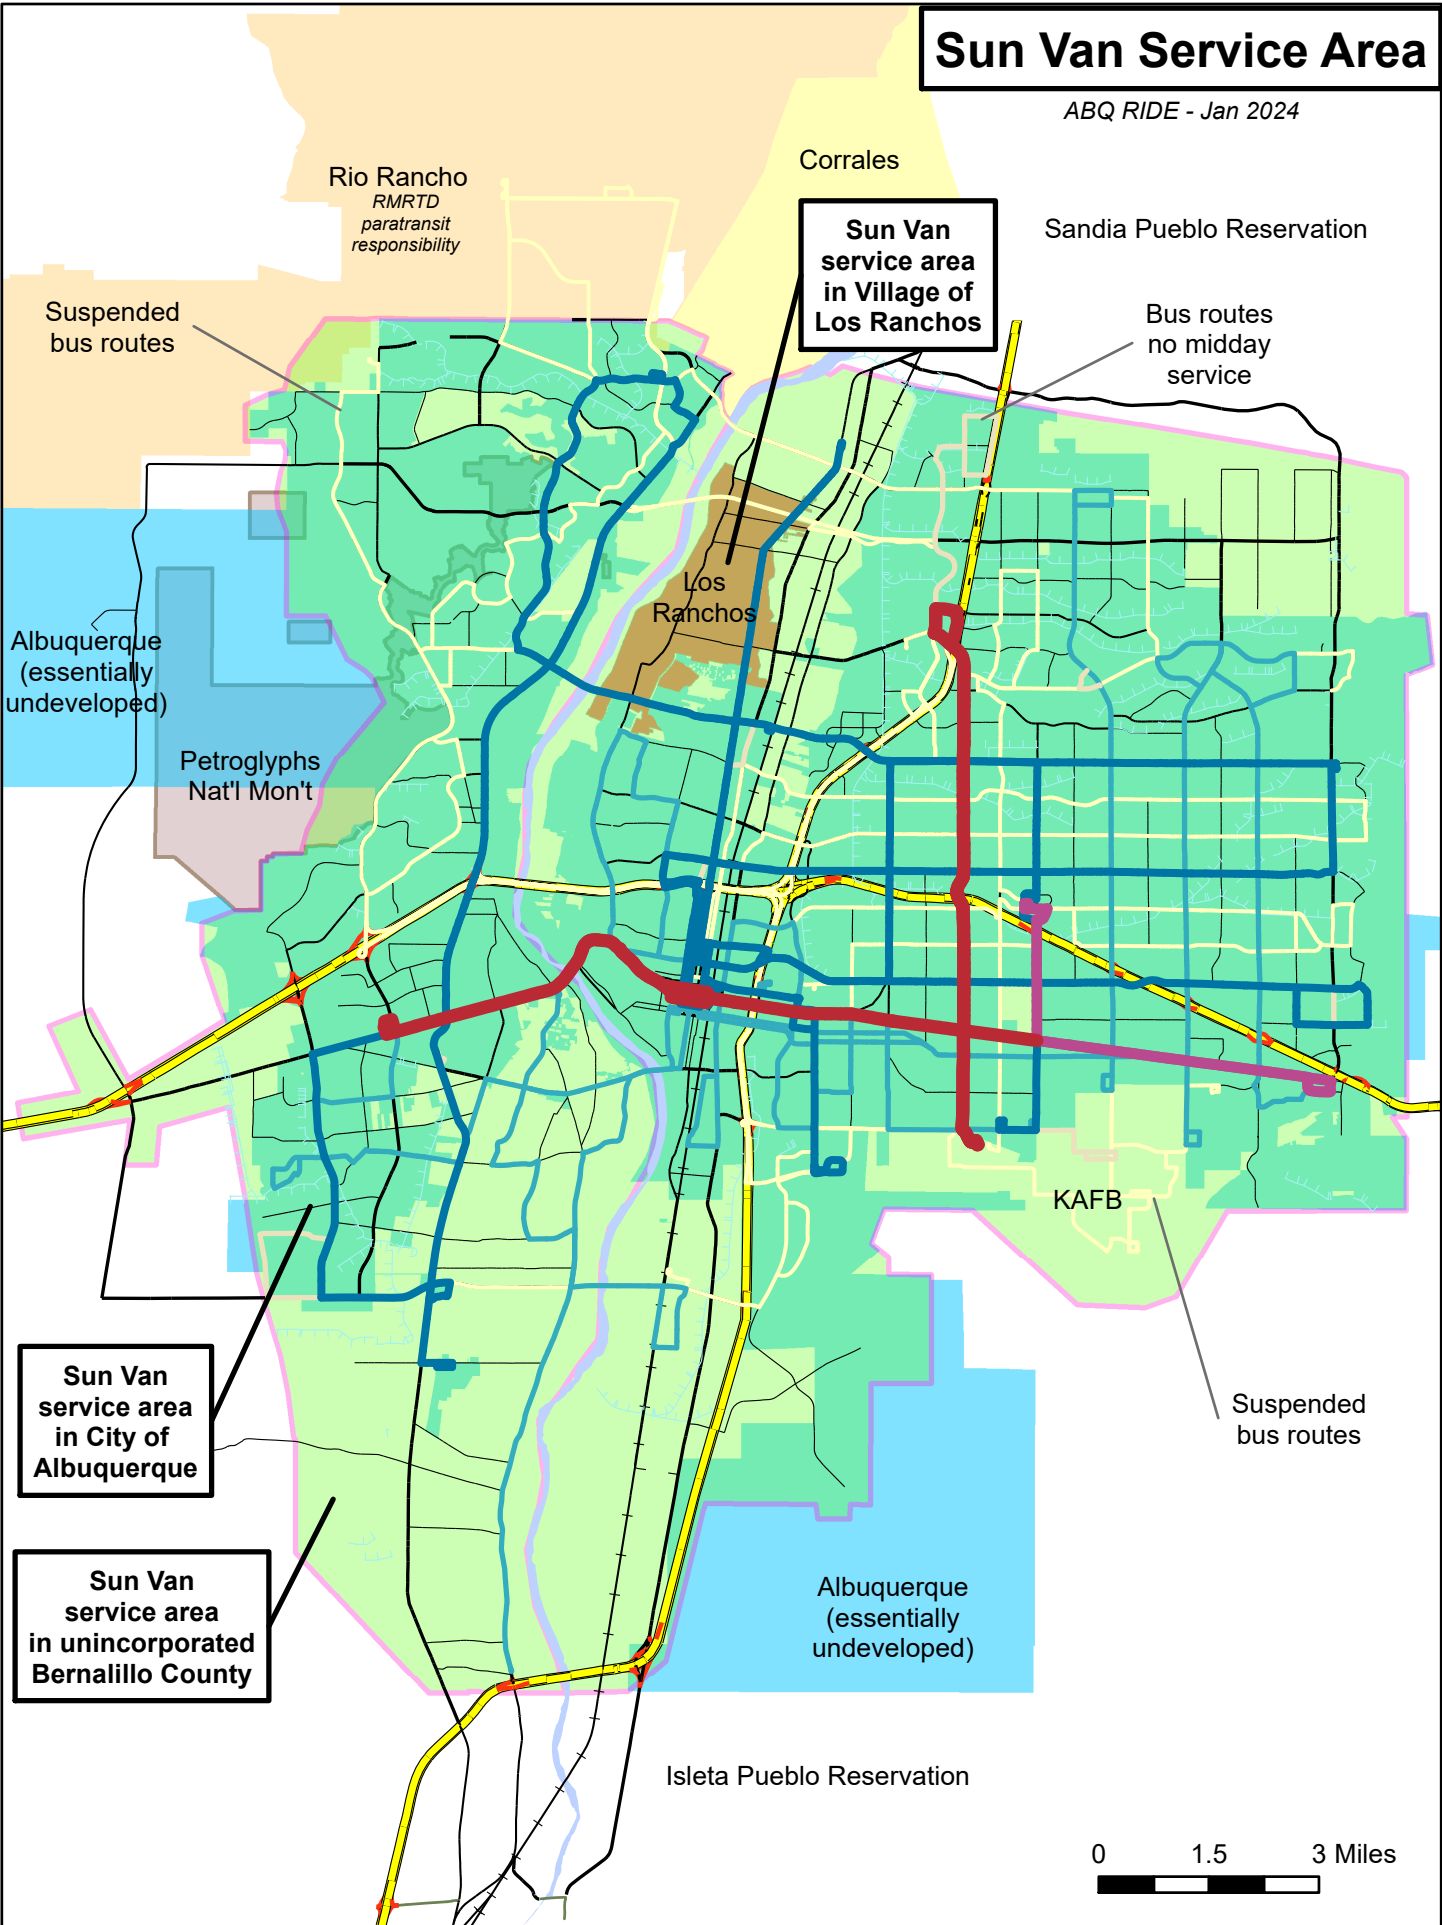 Sun Van Service Area
ABQ RIDE - Jan 2024
Corrales
Rio Rancho
RMRTD
paratransit
responsibility
Sandia Pueblo Reservation
Sun Van
service area
in Village of
Los Ranchos
Suspended
bus routes
Bus routes
no midday
service
Los
Ranchos
Albuquerque
(essentially
undeveloped)
Petroglyphs
Nat'l Mon't
KAFB
Sun Van
service area
in City of
Albuquerque
Suspended
bus routes
Sun Van
service area
in unincorporated
Bernalillo County
Albuquerque
(essentially
undeveloped)
Isleta Pueblo Reservation
0 1.5 3 Miles